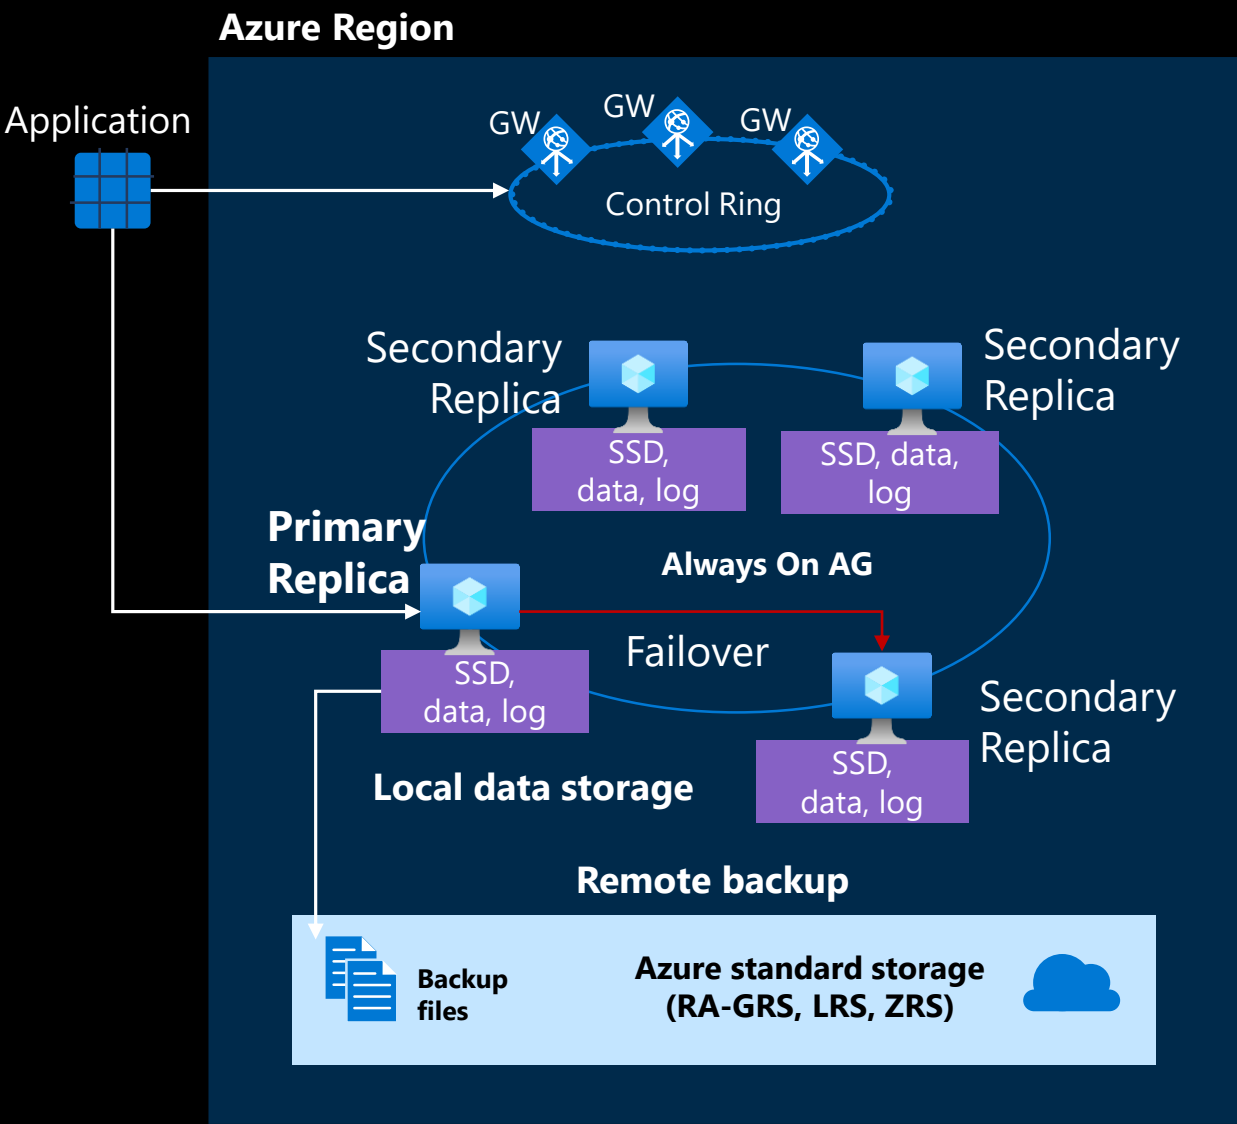 Azure Region
Application
GW
GW
GW
Control Ring
Secondary
Replica
Secondary
Replica
SSD,
data, log
SSD, data,
log
Primary
Replica
Always On AG
Failover
SSD,
data, log
Secondary
Replica
SSD,
data, log
Local data storage
Remote backup
Backup
files
Azure standard storage
(RA-GRS, LRS, ZRS)